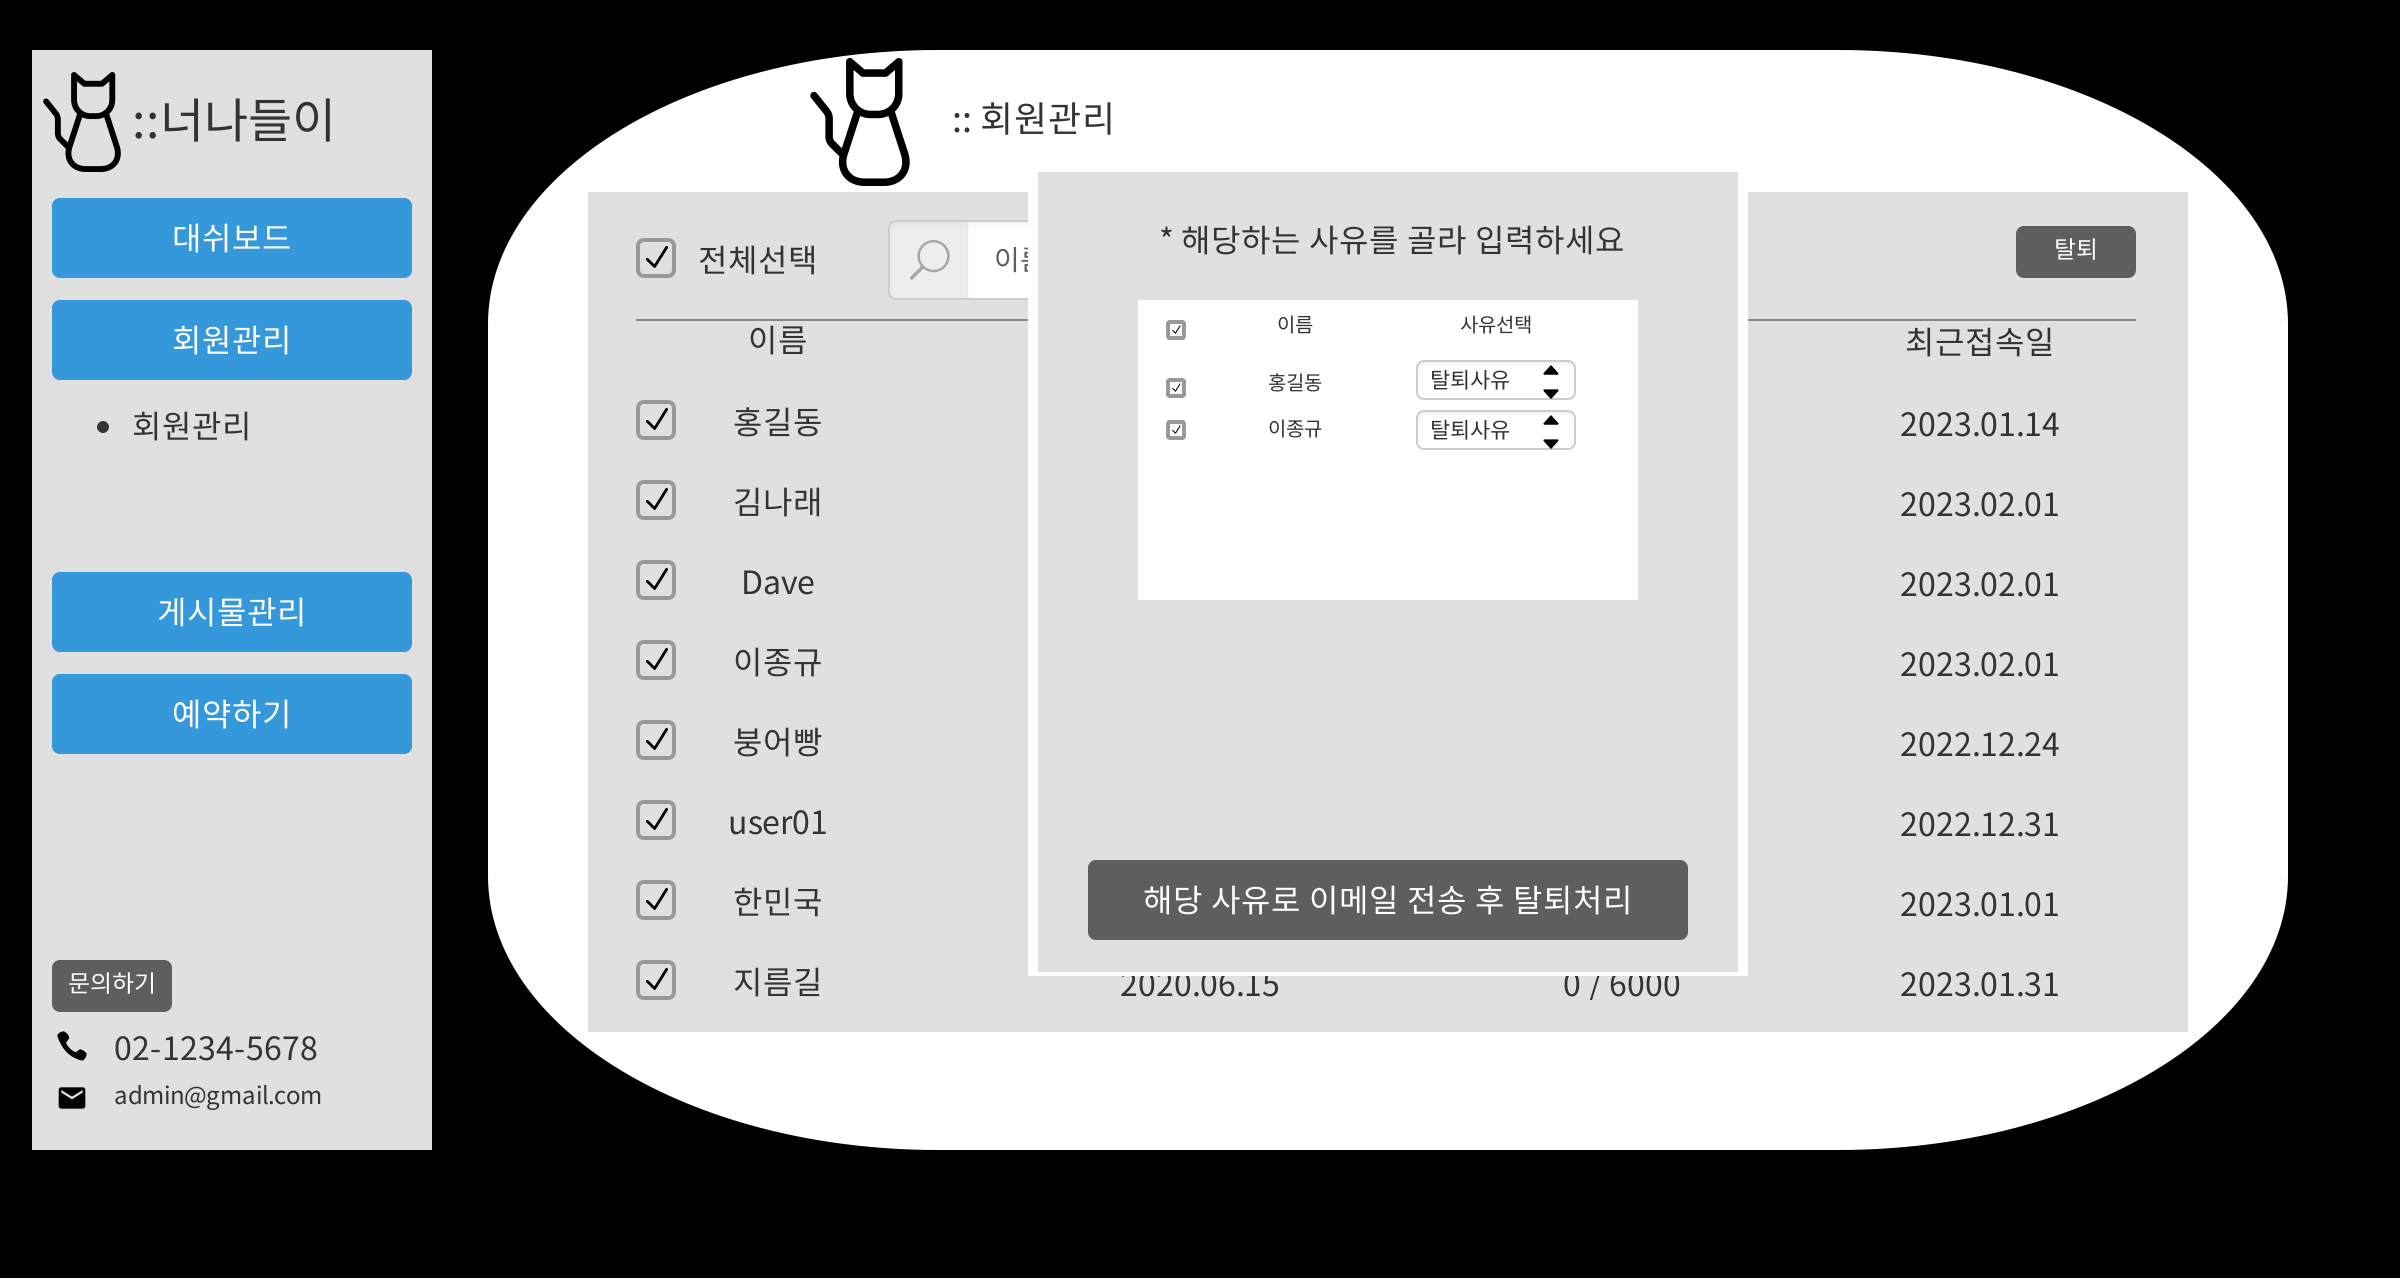 ::너나들이
대쉬보드
회원관리
• 회원관리
게시물관리
예약하기
문의하기
02-1234-5678
admin@gmail.com
:: 회원관리
전체선택
탈퇴
이름 최근접속일
홍길동 2023.01.14
김나래 2023.02.01
Dave 2023.02.01
이종규 2023.02.01
붕어빵 2022.12.24
user01 2022.12.31
한민국 2023.01.01
지름길 2020.06.15 0 / 6000 2023.01.31
* 해당하는 사유를 골라 입력하세요
이름 사유선택
홍길동 탈퇴사유
이종규 탈퇴사유
해당 사유로 이메일 전송 후 탈퇴처리